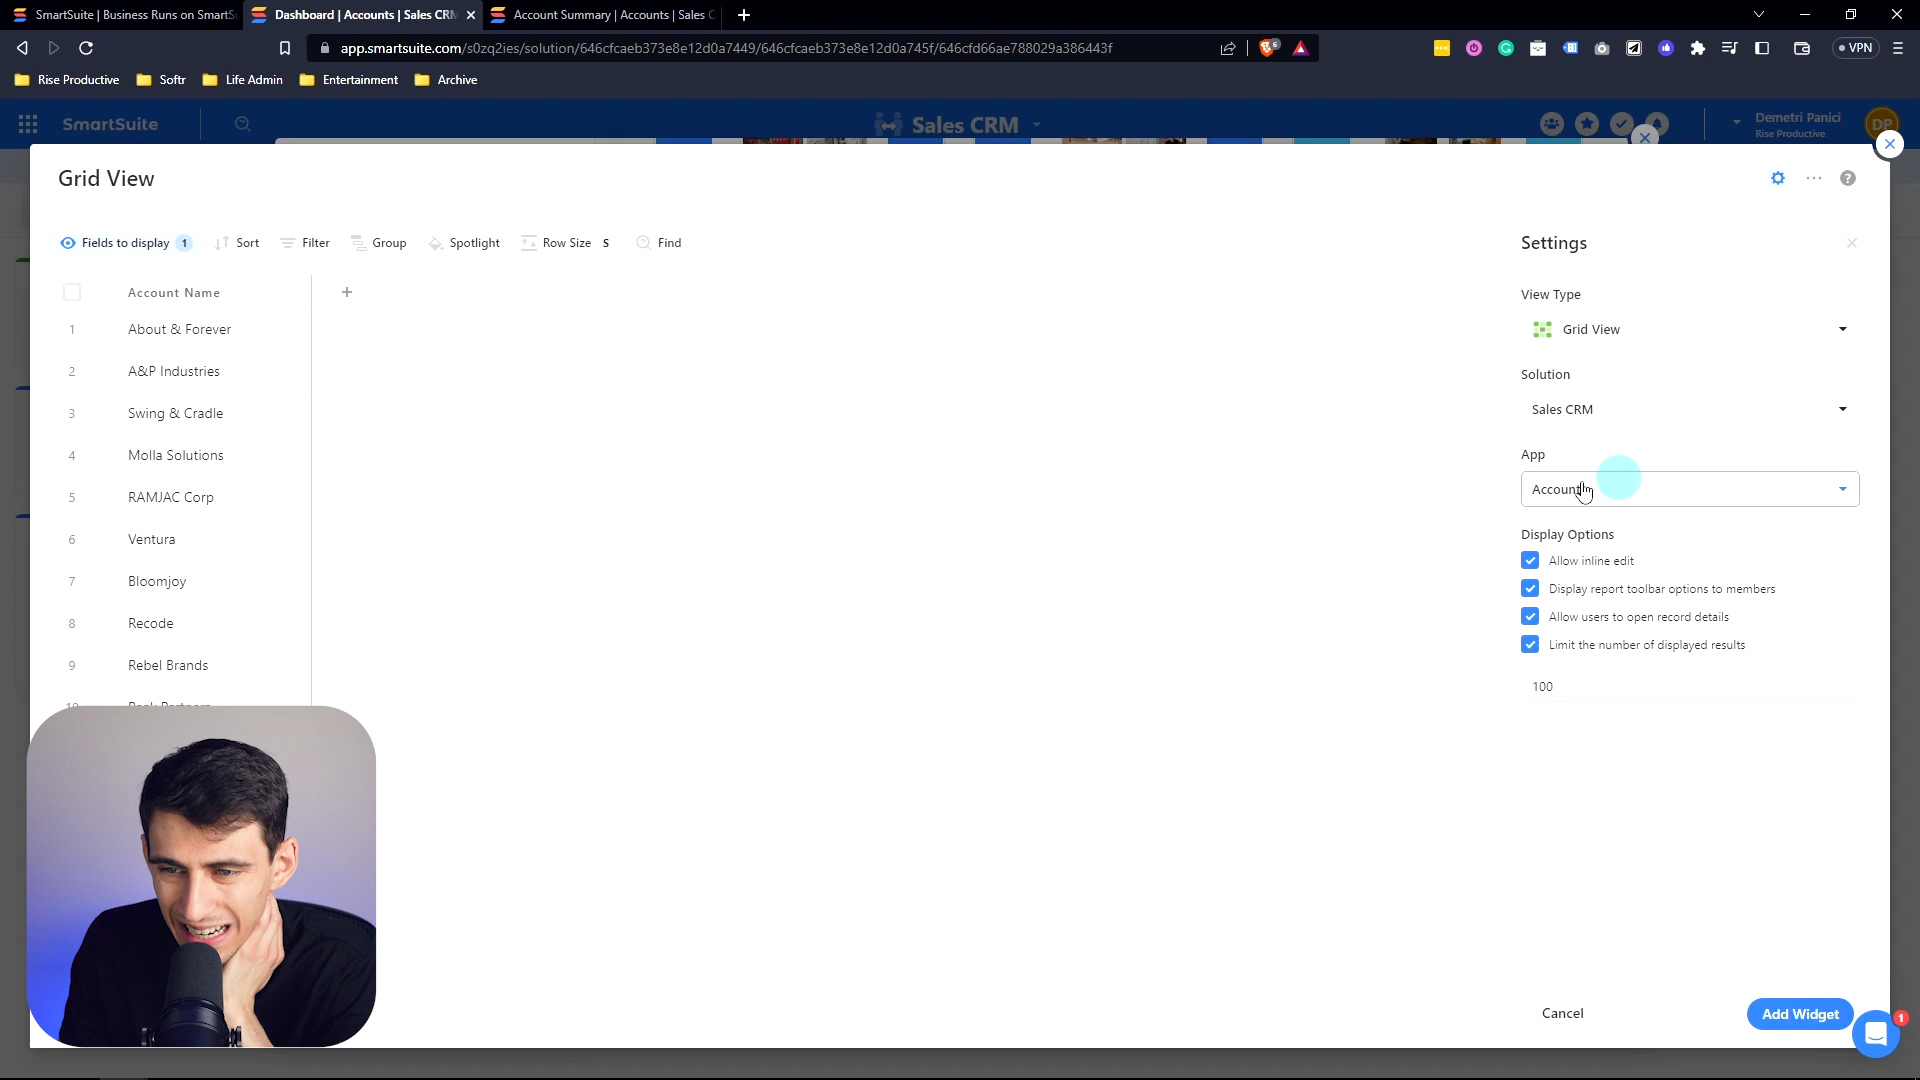 SmartSuite | Business Runs on SmartS
Dashboard | Accounts | Sales CRM
Account Summary | Accounts | Sales C
app.smartsuite.com/s0zq2ies/solution/646cfcaeb373e8e12d0a7449/646cfcaeb373e8e12d0a745f/646cfd66ae788029a386443f
6
VPN
Rise Productive
Softr
Life Admin
Entertainment
Archive
SmartSuite
Sales CRM
Demetri Panici
Rise Productive
DP
Grid View
Fields to display 1
Sort
Filter
Group
Spotlight
Row Size S
Find
Account Name
1 About & Forever
2 A&P Industries
3 Swing & Cradle
4 Molla Solutions
5 RAMJAC Corp
6 Ventura
7 Bloomjoy
8 Recode
9 Rebel Brands
Settings
View Type
Grid View
Solution
Sales CRM
App
Accounts
Display Options
Allow inline edit
Display report toolbar options to members
Allow users to open record details
Limit the number of displayed results
100
Cancel
Add Widget
1